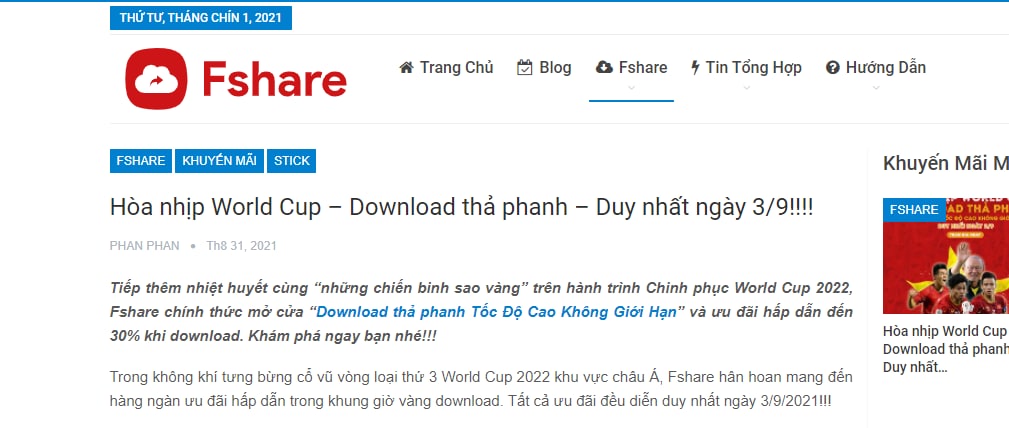 THỨ TƯ, THÁNG CHÍN 1, 2021
Fshare
Trang Chủ
Blog
Fshare
Tin Tổng Hợp
Hướng Dẫn
FSHARE
KHUYẾN MÃI
STICK
Hòa nhịp World Cup – Download thả phanh – Duy nhất ngày 3/9!!!!
PHAN PHAN
Th8 31, 2021
Tiếp thêm nhiệt huyết cùng “những chiến binh sao vàng” trên hành trình Chinh phục World Cup 2022,
Fshare chính thức mở cửa “Download thả phanh Tốc Độ Cao Không Giới Hạn” và ưu đãi hấp dẫn đến
30% khi download. Khám phá ngay bạn nhé!!!
Trong không khí tưng bừng cổ vũ vòng loại thứ 3 World Cup 2022 khu vực châu Á, Fshare hân hoan mang đến
hàng ngàn ưu đãi hấp dẫn trong khung giờ vàng download. Tất cả ưu đãi đều diễn duy nhất ngày 3/9/2021!!!
Khuyến Mãi M
FSHARE
Hòa nhịp World Cup
Download thả phanh
Duy nhất…